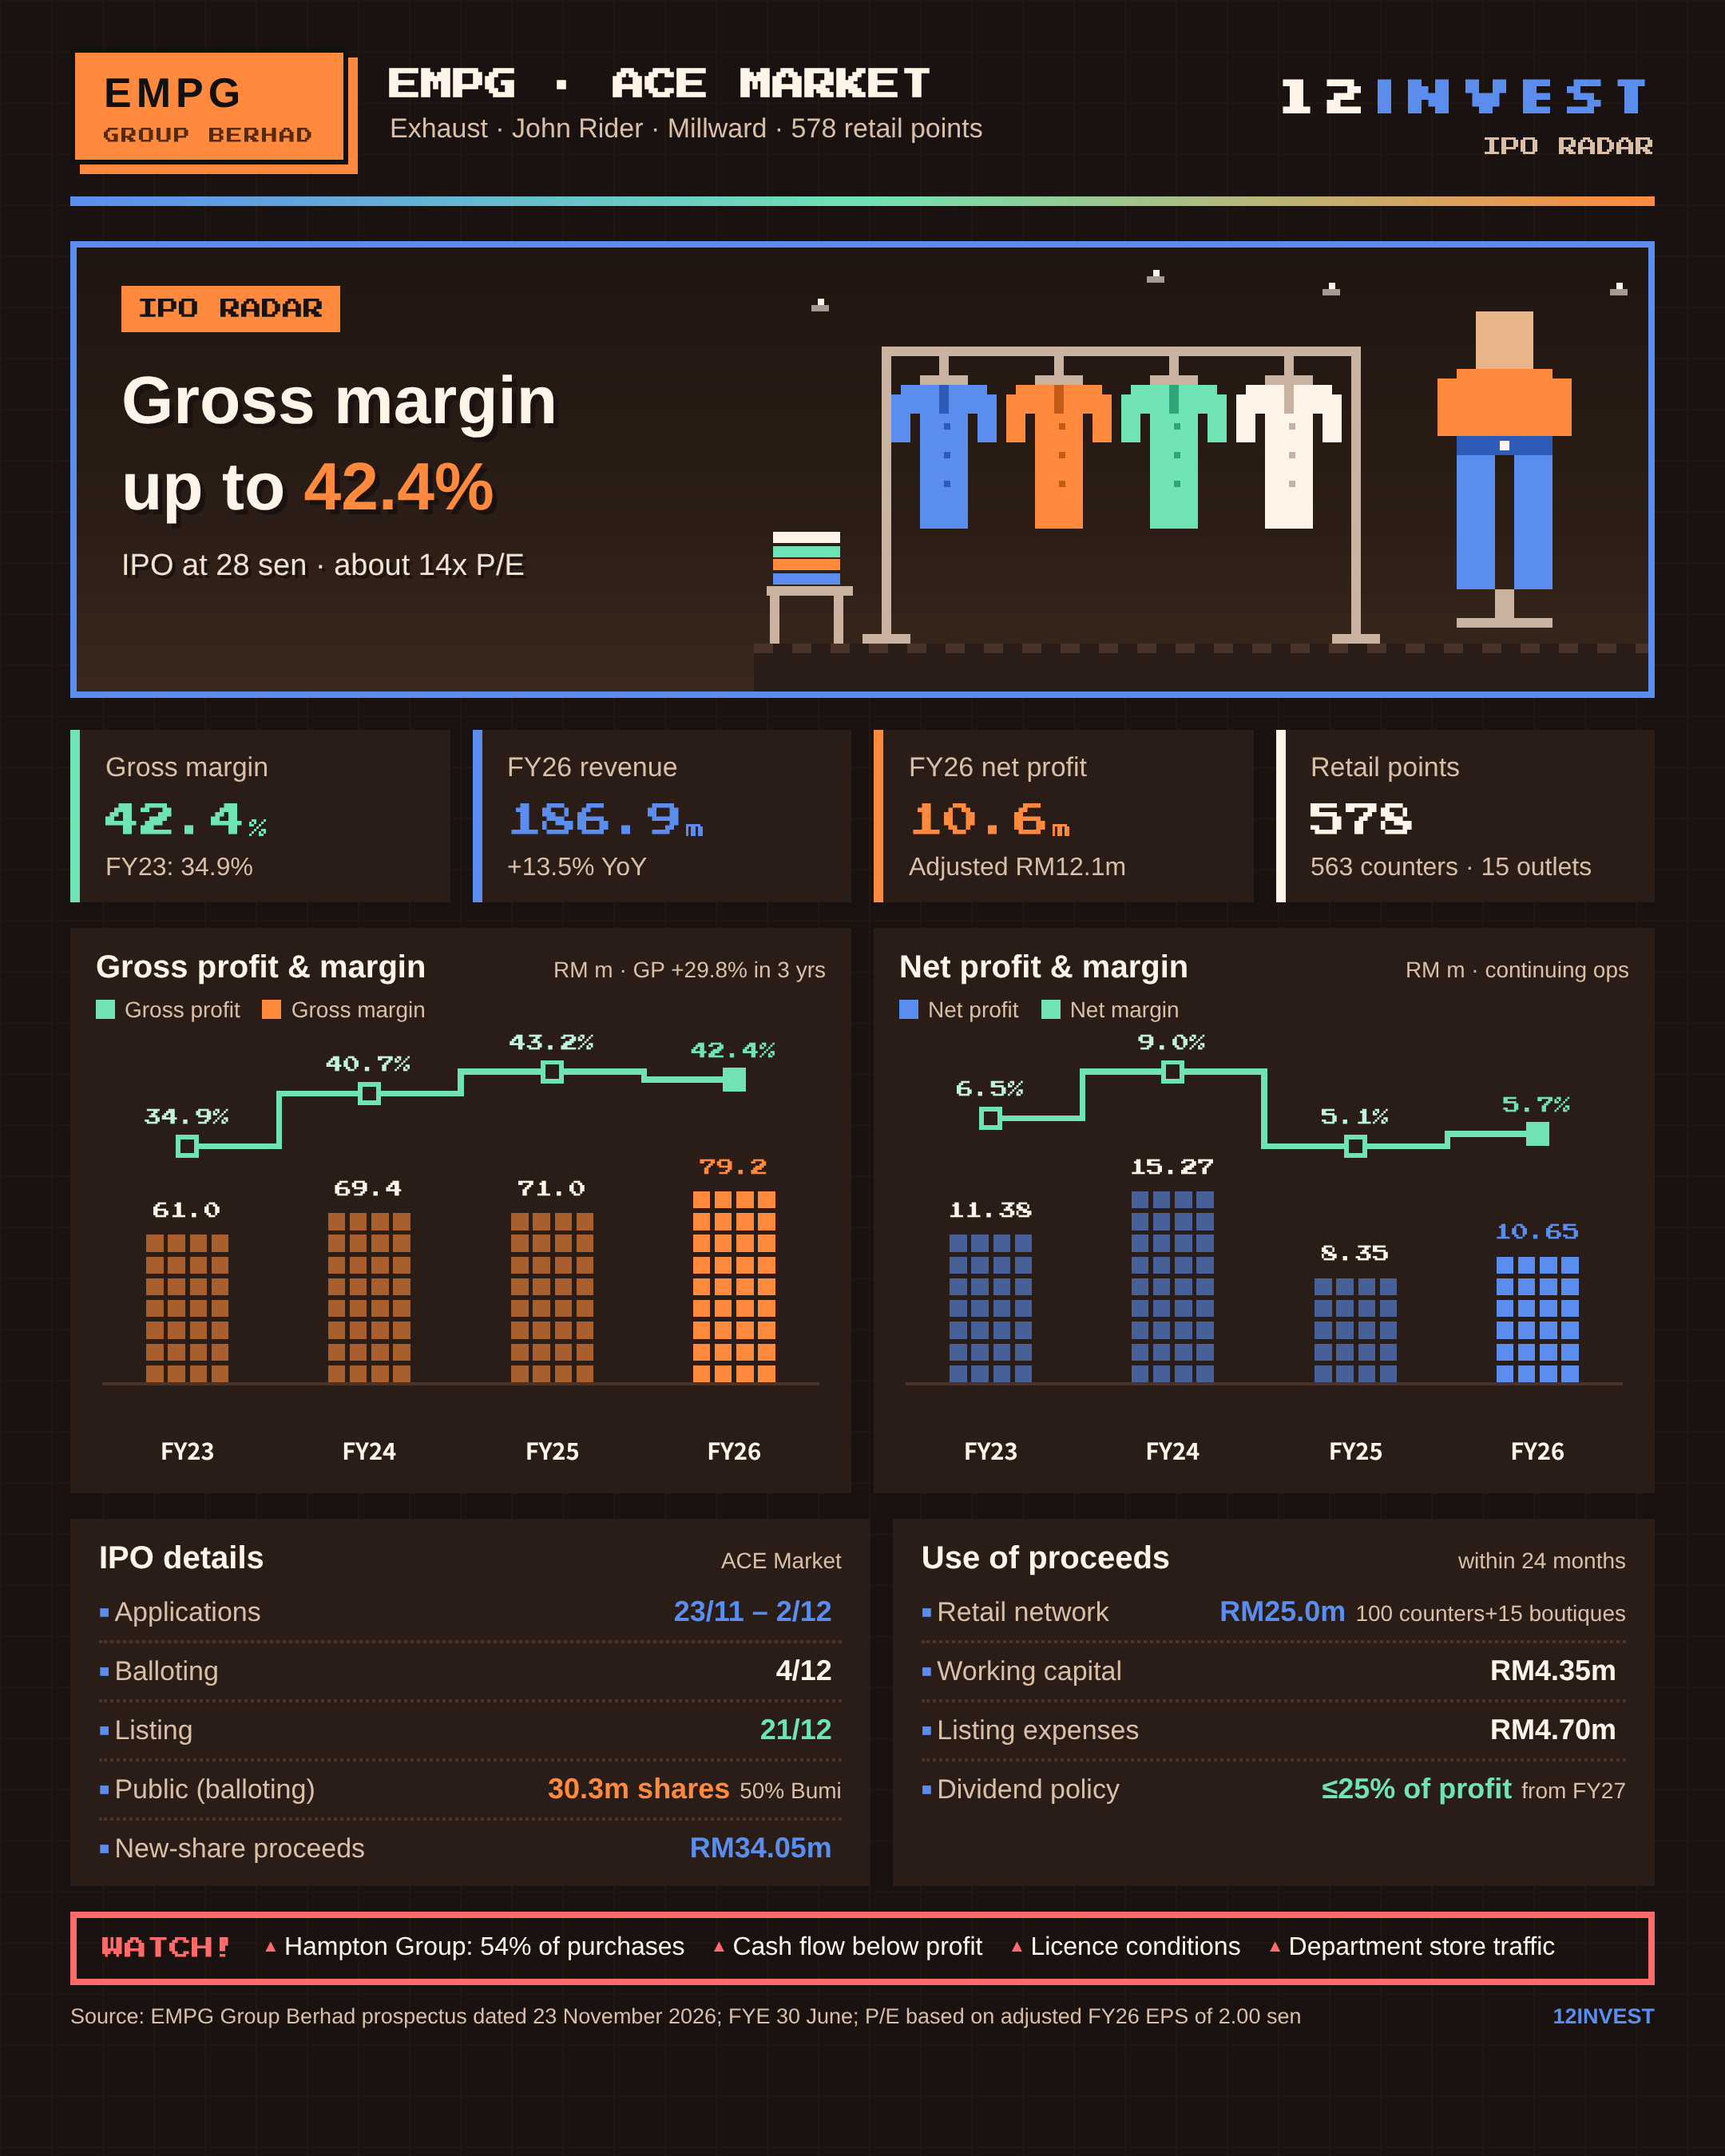 EMPG
GROUP BERHAD
EMPG · ACE MARKET
Exhaust · John Rider · Millward · 578 retail points
12INVEST
IPO RADAR
IPO RADAR
Gross margin
up to 42.4%
IPO at 28 sen · about 14x P/E
Gross margin
42.4%
FY23: 34.9%
FY26 revenue
186.9m
+13.5% YoY
FY26 net profit
10.6m
Adjusted RM12.1m
Retail points
578
563 counters · 15 outlets
Gross profit & margin
RM m · GP +29.8% in 3 yrs
Gross profit
Gross margin
34.9%
40.7%
43.2%
42.4%
61.0
69.4
71.0
79.2
FY23
FY24
FY25
FY26
Net profit & margin
RM m · continuing ops
Net profit
Net margin
6.5%
9.0%
5.1%
5.7%
11.38
15.27
8.35
10.65
FY23
FY24
FY25
FY26
IPO details
ACE Market
Applications 23/11 – 2/12
Balloting 4/12
Listing 21/12
Public (balloting) 30.3m shares 50% Bumi
New-share proceeds RM34.05m
Use of proceeds
within 24 months
Retail network RM25.0m 100 counters+15 boutiques
Working capital RM4.35m
Listing expenses RM4.70m
Dividend policy ≤25% of profit from FY27
WATCH! ▲ Hampton Group: 54% of purchases ▲ Cash flow below profit ▲ Licence conditions ▲ Department store traffic
Source: EMPG Group Berhad prospectus dated 23 November 2026; FYE 30 June; P/E based on adjusted FY26 EPS of 2.00 sen
12INVEST